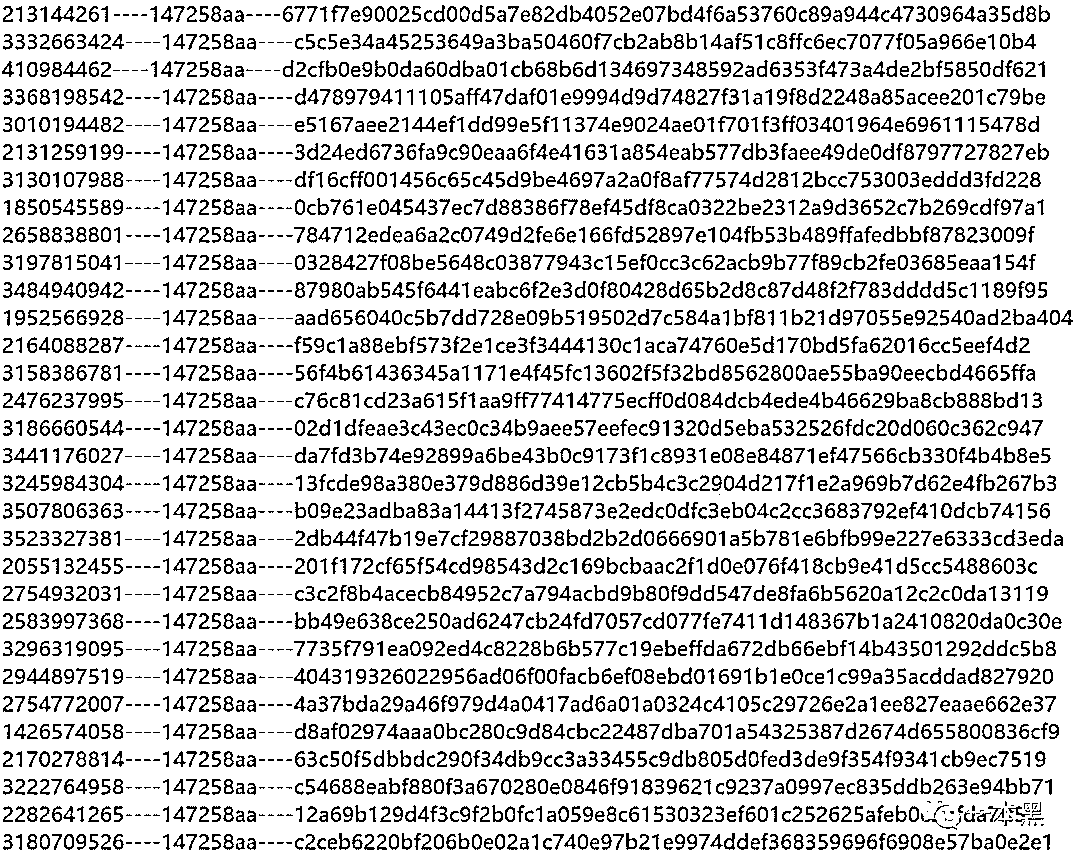 213144261----147258aa----6771f7e90025cd00d5a7e82db4052e07bd4f6a53760c89a944c4730964a35d8b
3332663424----147258aa----c5c5e34a45253649a3ba50460f7cb2ab8b14af51c8ffc6ec7077f05a966e10b4
410984462----147258aa----d2cfb0e9b0da60dba01cb68b6d134697348592ad6353f473a4de2bf5850df621
3368198542----147258aa----d478979411105aff47daf01e9994d9d74827f31a19f8d2248a85acee201c79be
3010194482----147258aa----e5167aee2144ef1dd99e5f11374e9024ae01f701f3ff03401964e6961115478d
2131259199----147258aa----3d24ed6736fa9c90eaa6f4e41631a854eab577db3faee49de0df8797727827eb
3130107988----147258aa----df16cff001456c65c45d9be4697a2a0f8af77574d2812bcc753003eddd3fd228
1850545589----147258aa----0cb761e045437ec7d88386f78ef45df8ca0322be2312a9d3652c7b269cdf97a1
2658838801----147258aa----784712edea6a2c0749d2fe6e166fd52897e104fb53b489ffafedbbf87823009f
3197815041----147258aa----0328427f08be5648c03877943c15ef0cc3c62acb9b77f89cb2fe03685eaa154f
3484940942----147258aa----87980ab545f6441eabc6f2e3d0f80428d65b2d8c87d48f2f783dddd5c1189f95
1952566928----147258aa----aad656040c5b7dd728e09b519502d7c584a1bf811b21d97055e92540ad2ba404
2164088287----147258aa----f59c1a88ebf573f2e1ce3f3444130c1aca74760e5d170bd5fa62016cc5eef4d2
3158386781----147258aa----56f4b61436345a1171e4f45fc13602f5f32bd8562800ae55ba90eecbd4665ffa
2476237995----147258aa----c76c81cd23a615f1aa9ff77414775ecff0d084dcb4ede4b46629ba8cb888bd13
3186660544----147258aa----02d1dfeae3c43ec0c34b9aee57eefec91320d5eba532526fdc20d060c362c947
3441176027----147258aa----da7fd3b74e92899a6be43b0c9173f1c8931e08e84871ef47566cb330f4b4b8e5
3245984304----147258aa----13fcde98a380e379d886d39e12cb5b4c3c2904d217f1e2a969b7d62e4fb267b3
3507806363----147258aa----b09e23adba83a14413f2745873e2edc0dfc3eb04c2cc3683792ef410dcb74156
3523327381----147258aa----2db44f47b19e7cf29887038bd2b2d0666901a5b781e6bfb99e227e6333cd3eda
2055132455----147258aa----201f172cf65f54cd98543d2c169bcbaac2f1d0e076f418cb9e41d5cc5488603c
2754932031----147258aa----c3c2f8b4acecb84952c7a794acbd9b80f9dd547de8fa6b5620a12c2c0da13119
2583997368----147258aa----bb49e638ce250ad6247cb24fd7057cd077fe7411d148367b1a2410820da0c30e
3296319095----147258aa----7735f791ea092ed4c8228b6b577c19ebeffda672db66ebf14b43501292ddc5b8
2944897519----147258aa----404319326022956ad06f00facb6ef08ebd01691b1e0ce1c99a35acddad827920
2754772007----147258aa----4a37bda29a46f979d4a0417ad6a01a0324c4105c29726e2a1ee827eaae662e37
1426574058----147258aa----d8af02974aaa0bc280c9d84cbc22487dba701a54325387d2674d655800836cf9
2170278814----147258aa----63c50f5dbbdc290f34db9cc3a33455c9db805d0fed3de9f354f9341cb9ec7519
3222764958----147258aa----c54688eabf880f3a670280e0846f91839621c9237a0997ec835ddb263e94bb71
2282641265----147258aa----
3180709526----147258aa----c2ceb6220bf206b0e02a1c740e97b21e9974ddef368359696f6908e57ba0e2e1